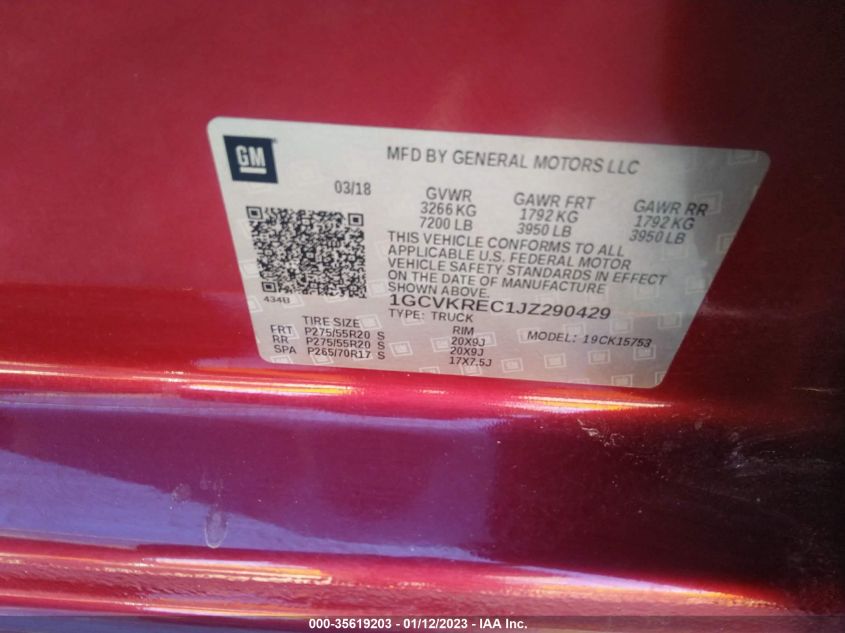 GM
MFD BY GENERAL MOTORS LLC
03/18
GVWR GAWR FRT GAWR RR
3266 KG 1792 KG 1792 KG
7200 LB 3950 LB 3950 LB
THIS VEHICLE CONFORMS TO ALL
APPLICABLE U.S. FEDERAL MOTOR
VEHICLE SAFETY STANDARDS IN EFFECT
ON THE DATE OF MANUFACTURE
SHOWN ABOVE.
434B
1GCVKREC1JZ290429
TYPE: TRUCK
TIRE SIZE RIM MODEL: 19CK15753
FRT P275/55R20 S 20X9J
RR P275/55R20 S 20X9J
SPA P265/70R17 S 17X7.5J
000-35619203 - 01/12/2023 - IAA Inc.